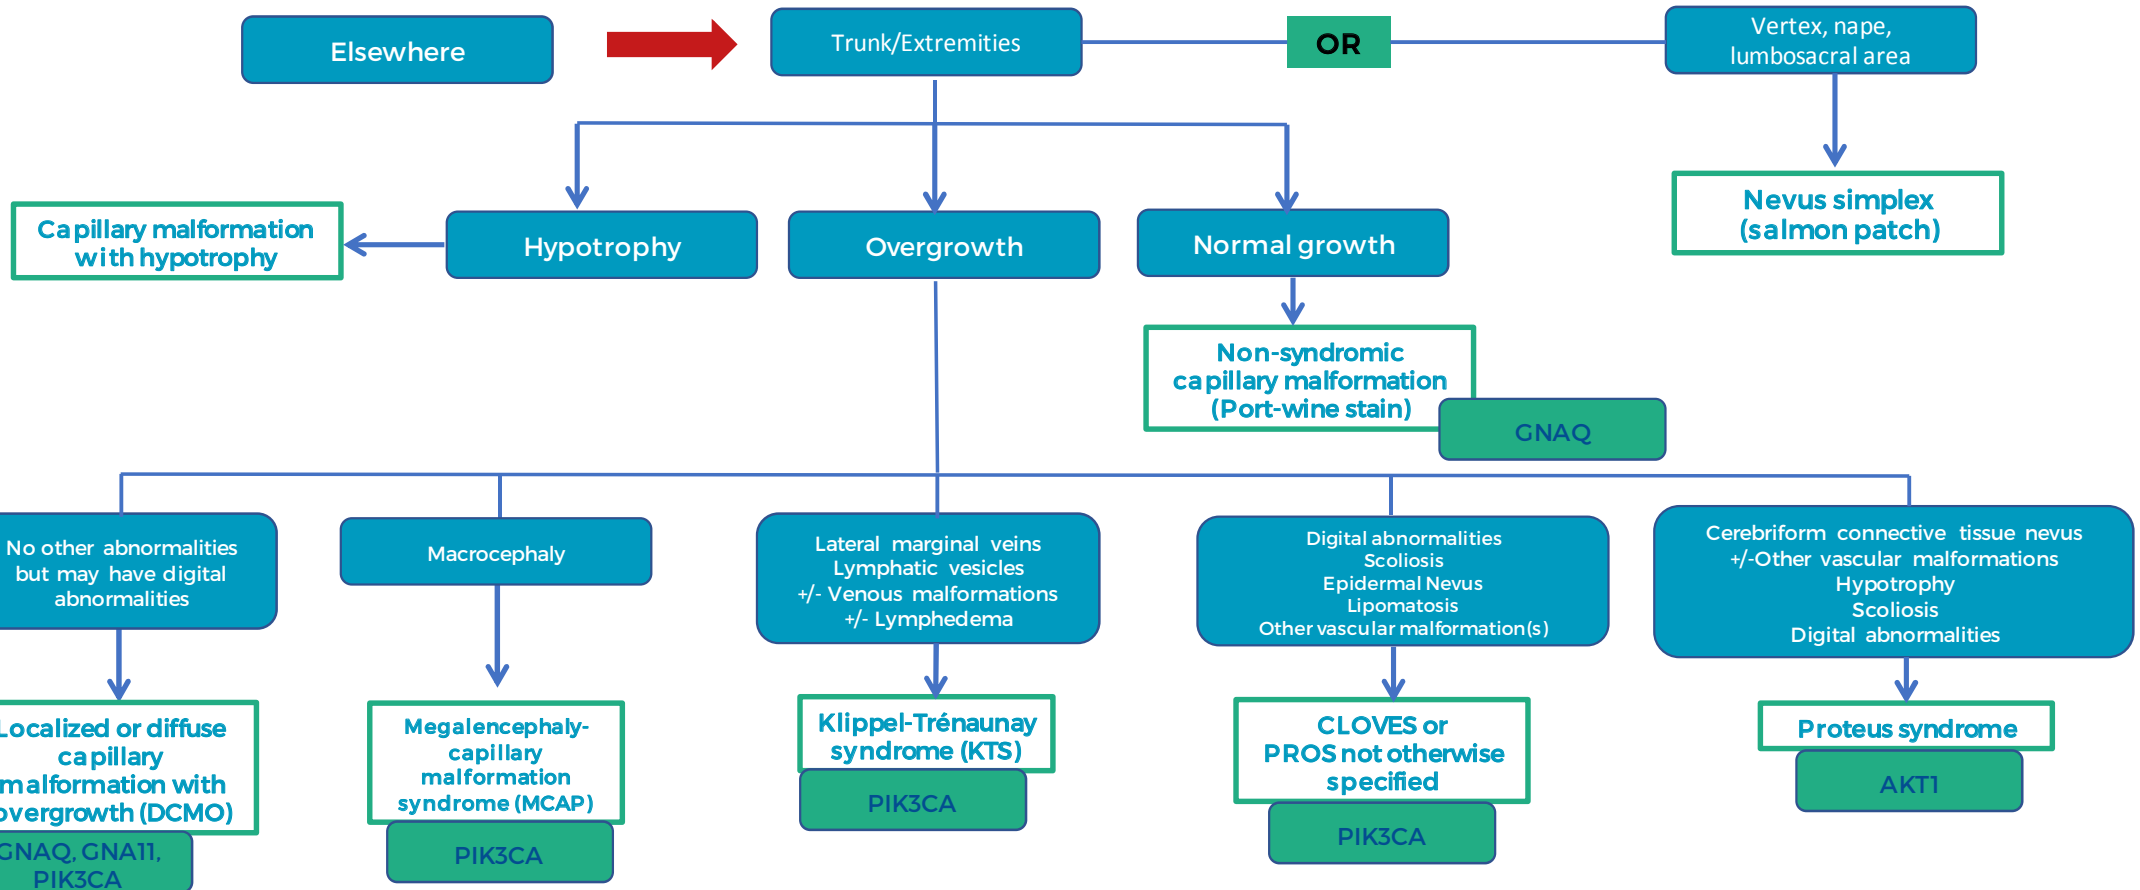 Elsewhere
Trunk/Extremities
OR
Vertex, nape,
lumbosacral area
Capillary malformation
with hypotrophy
Hypotrophy
Overgrowth
Normal growth
Nevus simplex
(salmon patch)
Non-syndromic
capillary malformation
(Port-wine stain)
GNAQ
No other abnormalities
but may have digital
abnormalities
Macrocephaly
Lateral marginal veins
Lymphatic vesicles
+/- Venous malformations
+/- Lymphedema
Digital abnormalities
Scoliosis
Epidermal Nevus
Lipomatosis
Other vascular malformation(s)
Cerebriform connective tissue nevus
+/-Other vascular malformations
Hypotrophy
Scoliosis
Digital abnormalities
Localized or diffuse
capillary
malformation with
overgrowth (DCMO)
GNAQ, GNA11,
PIK3CA
Megalencephaly-
capillary
malformation
syndrome (MCAP)
PIK3CA
Klippel-Trénaunay
syndrome (KTS)
PIK3CA
CLOVES or
PROS not otherwise
specified
PIK3CA
Proteus syndrome
AKT1